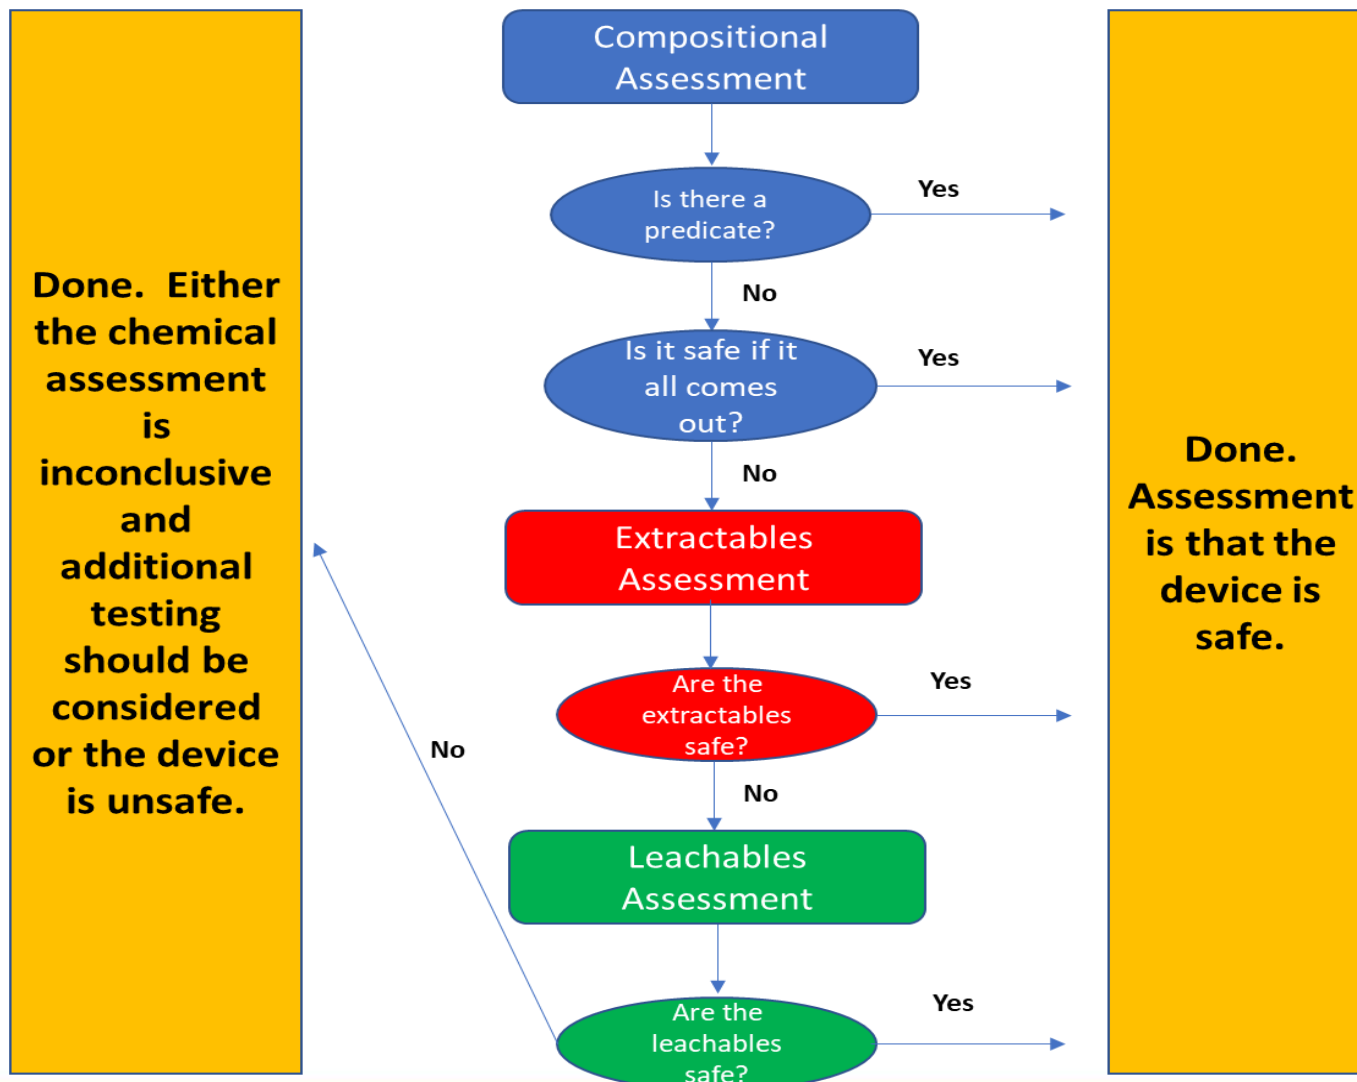 Compositional
Assessment
Is there a
predicate?
Yes
No
Is it safe if it
all comes
out?
Yes
No
Extractables
Assessment
Are the
extractables
safe?
Yes
No
Leachables
Assessment
Are the
leachables
safe?
Yes
No
Done.  Either
the chemical
assessment
is
inconclusive
and
additional
testing
should be
considered
or the device
is unsafe.
Done.
Assessment
is that the
device is
safe.